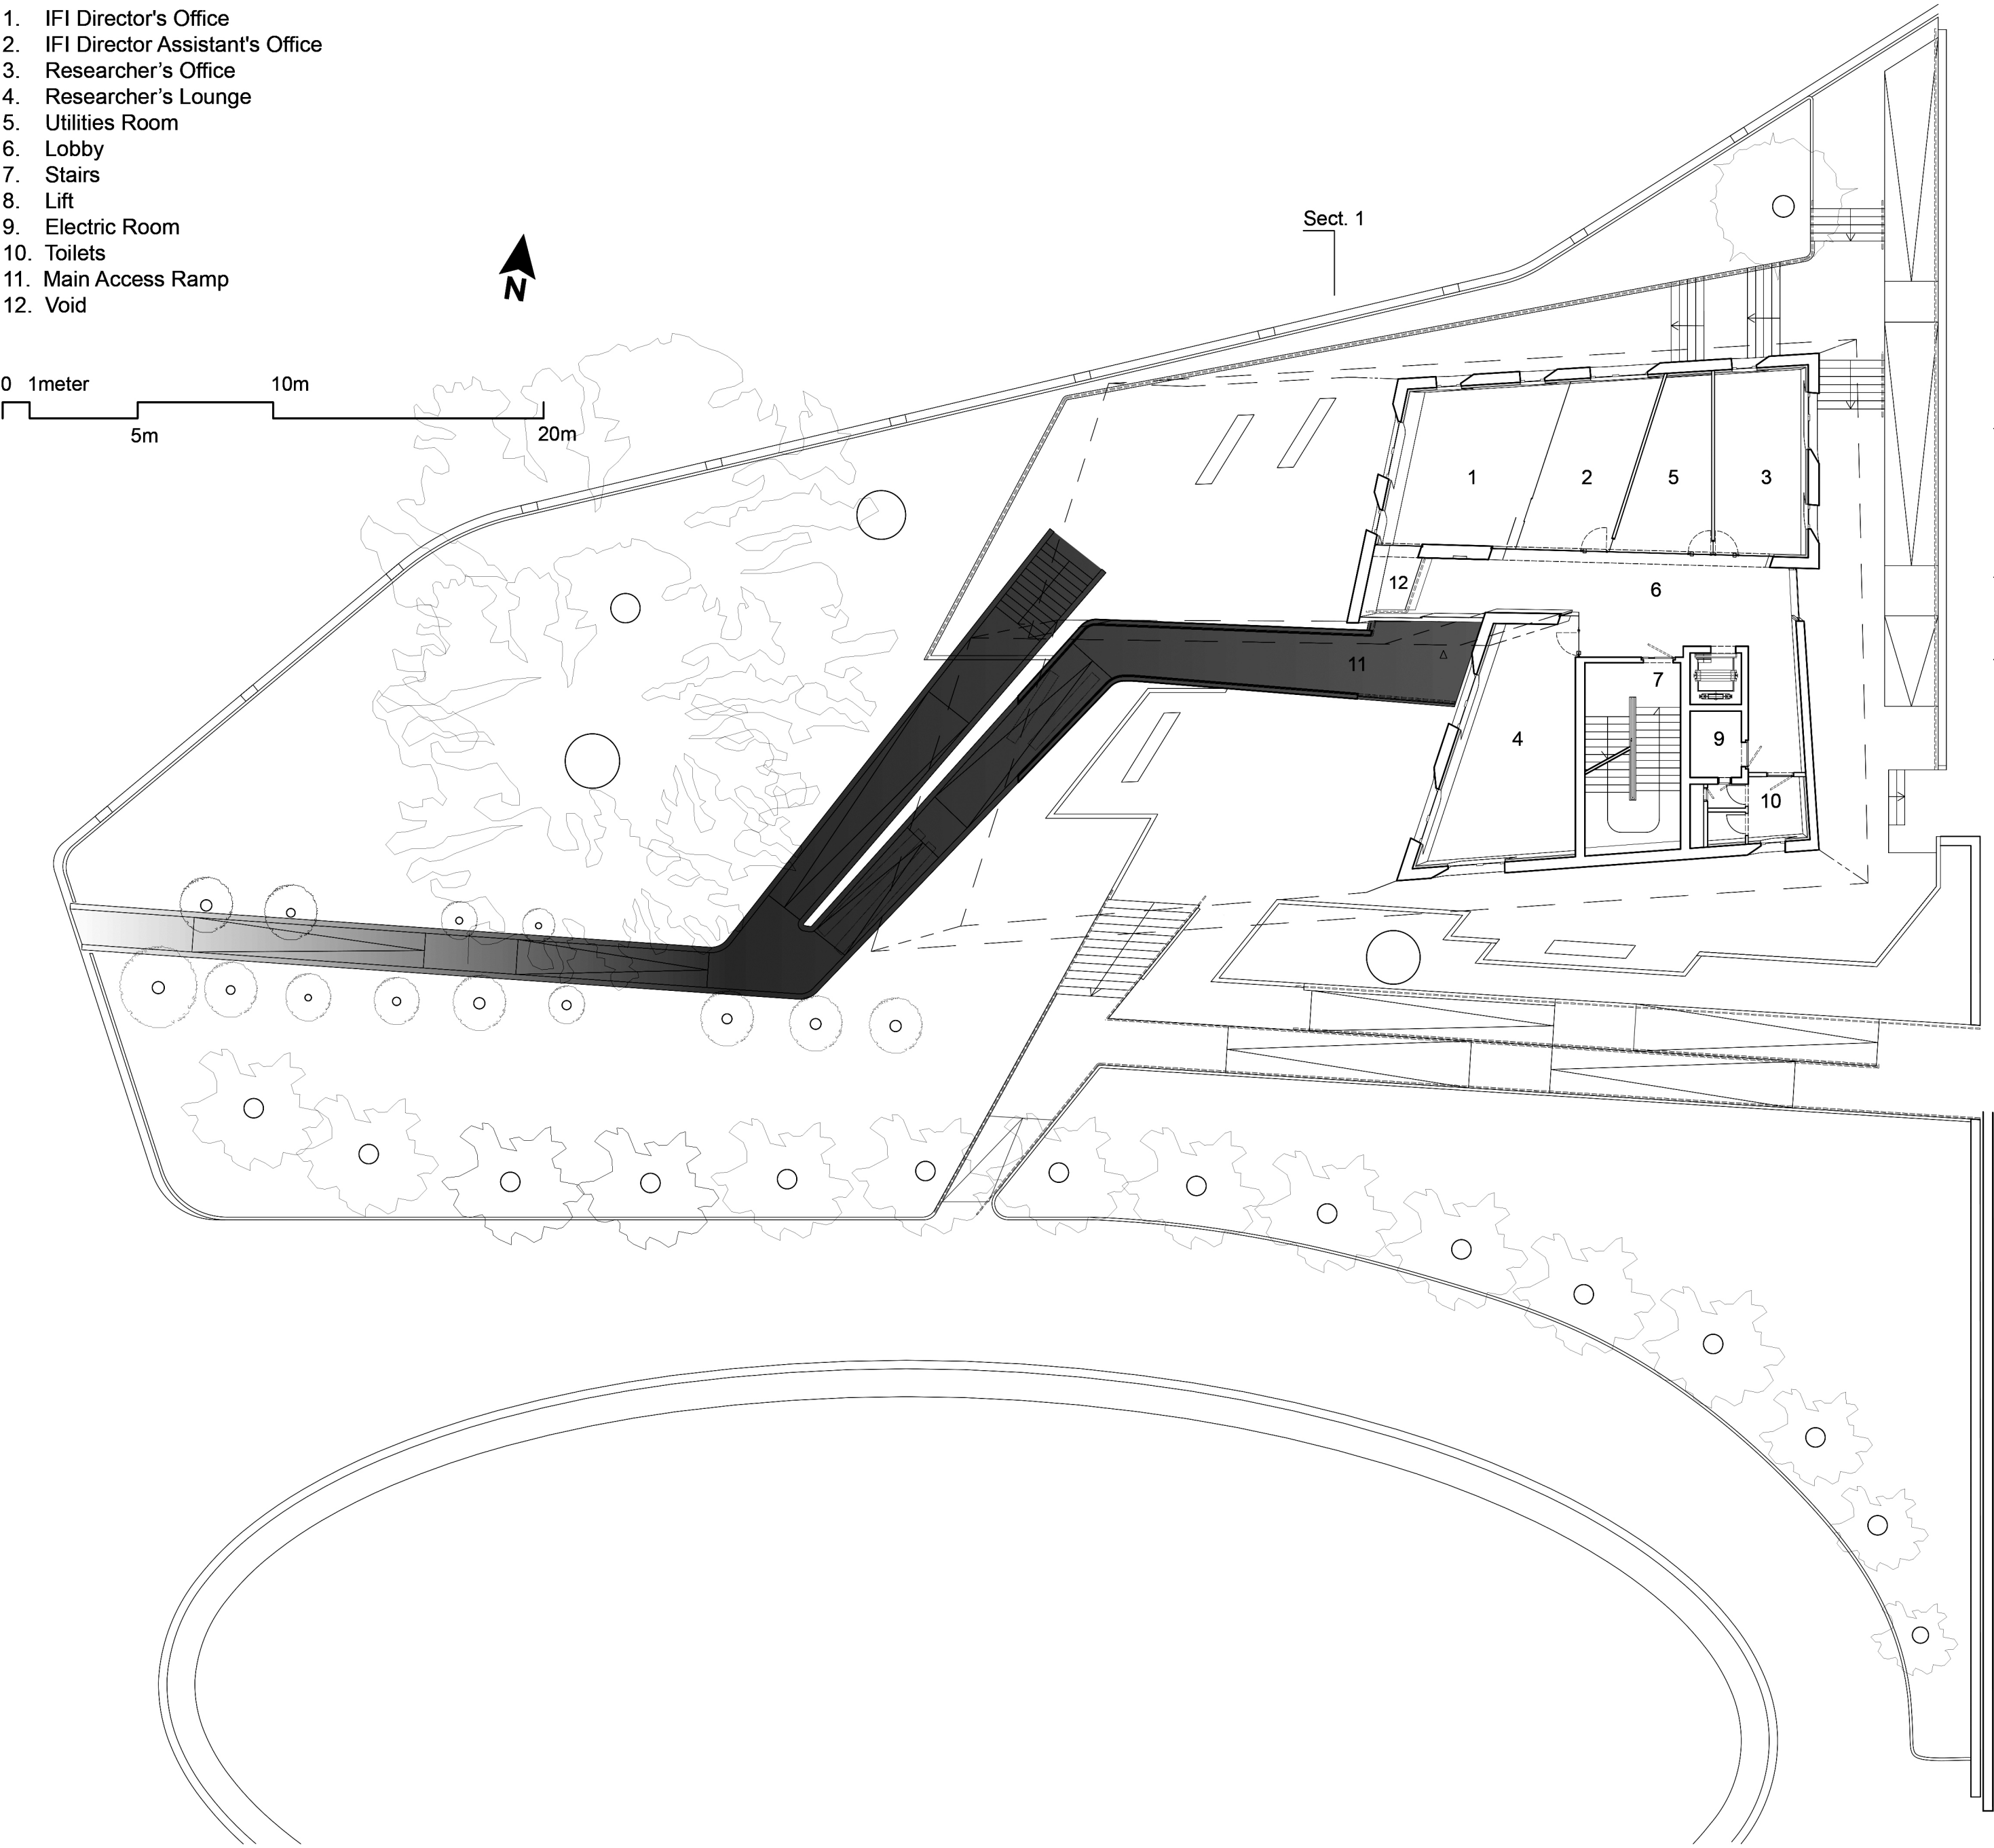 1. IFI Director's Office
2. IFI Director Assistant's Office
3. Researcher’s Office
4. Researcher’s Lounge
5. Utilities Room
6. Lobby
7. Stairs
8. Lift
9. Electric Room
10. Toilets
11. Main Access Ramp
12. Void
N
0 1meter 10m
5m 20m
Sect. 1
1 2 5 3
12 6
11
7
4 9
10